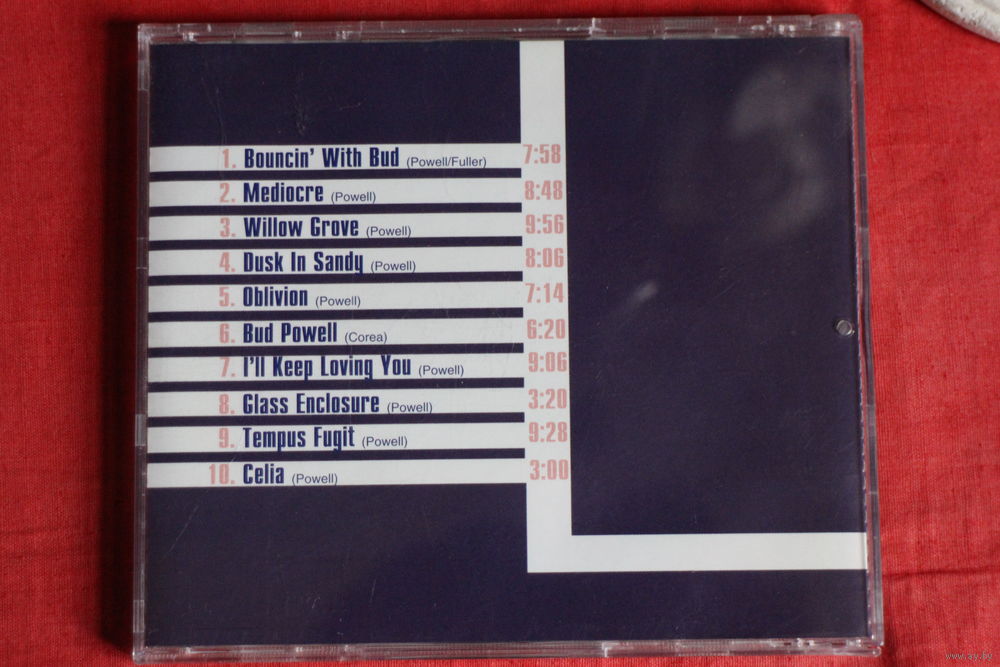 1. Bouncin' With Bud (Powell/Fuller) 7:58
2. Mediocre (Powell) 8:48
3. Willow Grove (Powell) 9:56
4. Dusk In Sandy (Powell) 8:06
5. Oblivion (Powell) 7:14
6. Bud Powell (Corea) 6:20
7. I'll Keep Loving You (Powell) 9:06
8. Glass Enclosure (Powell) 3:20
9. Tempus Fugit (Powell) 9:28
10. Celia (Powell) 3:00
www.ay.by